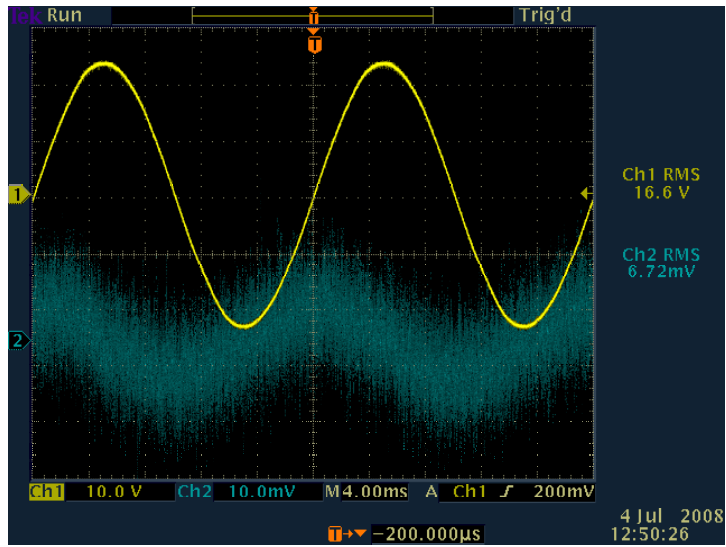 Tek Run Trig'd
T
T
1
Ch1 RMS
16.6 V
Ch2 RMS
6.72mV
2
Ch1 10.0 V Ch2 10.0mV M 4.00ms A Ch1 ∫ 200mV
T→▼ −200.000μs
4 Jul 2008
12:50:26